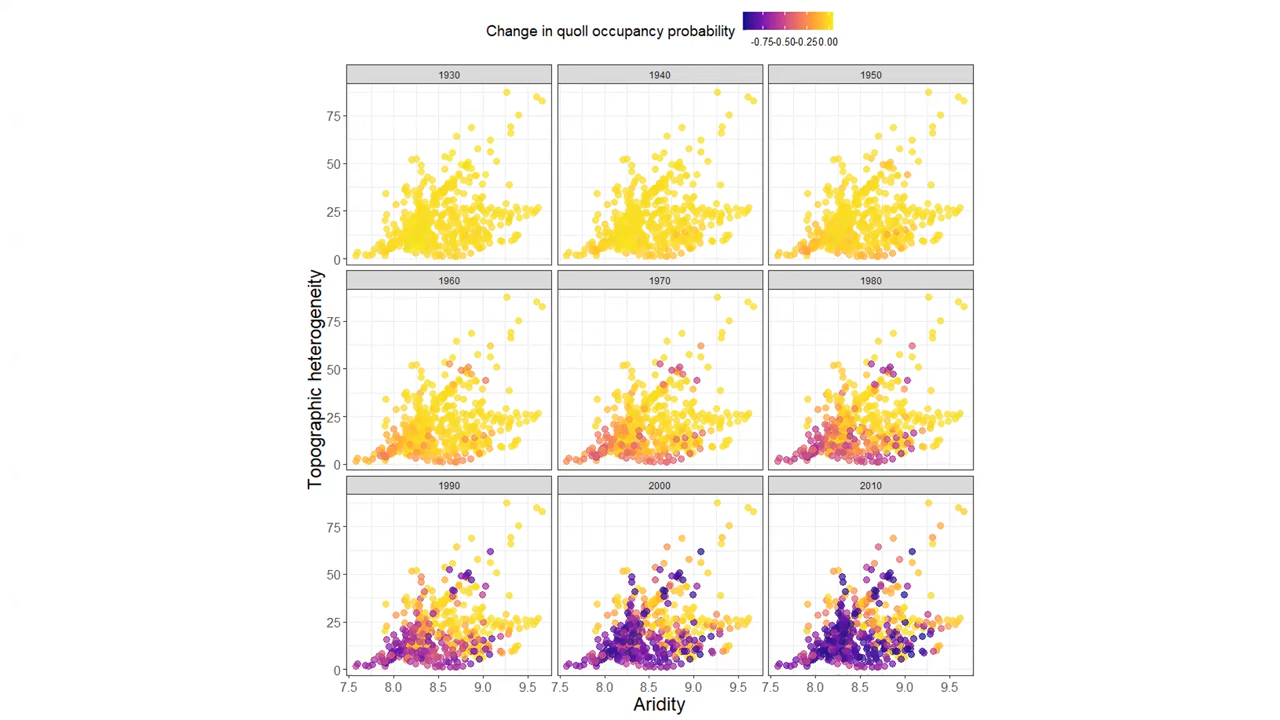 Change in quoll occupancy probability
-0.75 -0.50 -0.25 0.00
1930 1940 1950
75
50
25
0
1960 1970 1980
75
50
25
0
Topographic heterogeneity
1990 2000 2010
75
50
25
0
7.5 8.0 8.5 9.0 9.5 7.5 8.0 8.5 9.0 9.5 7.5 8.0 8.5 9.0 9.5
Aridity